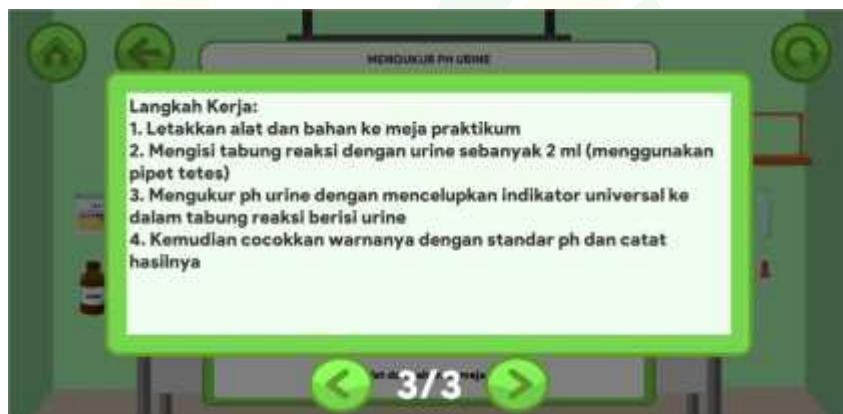 MENGUKUR PH URINE
Langkah Kerja:
1. Letakkan alat dan bahan ke meja praktikum
2. Mengisi tabung reaksi dengan urine sebanyak 2 ml (menggunakan
pipet tetes)
3. Mengukur ph urine dengan mencelupkan indikator universal ke
dalam tabung reaksi berisi urine
4. Kemudian cocokkan warnanya dengan standar ph dan catat
hasilnya
3/3